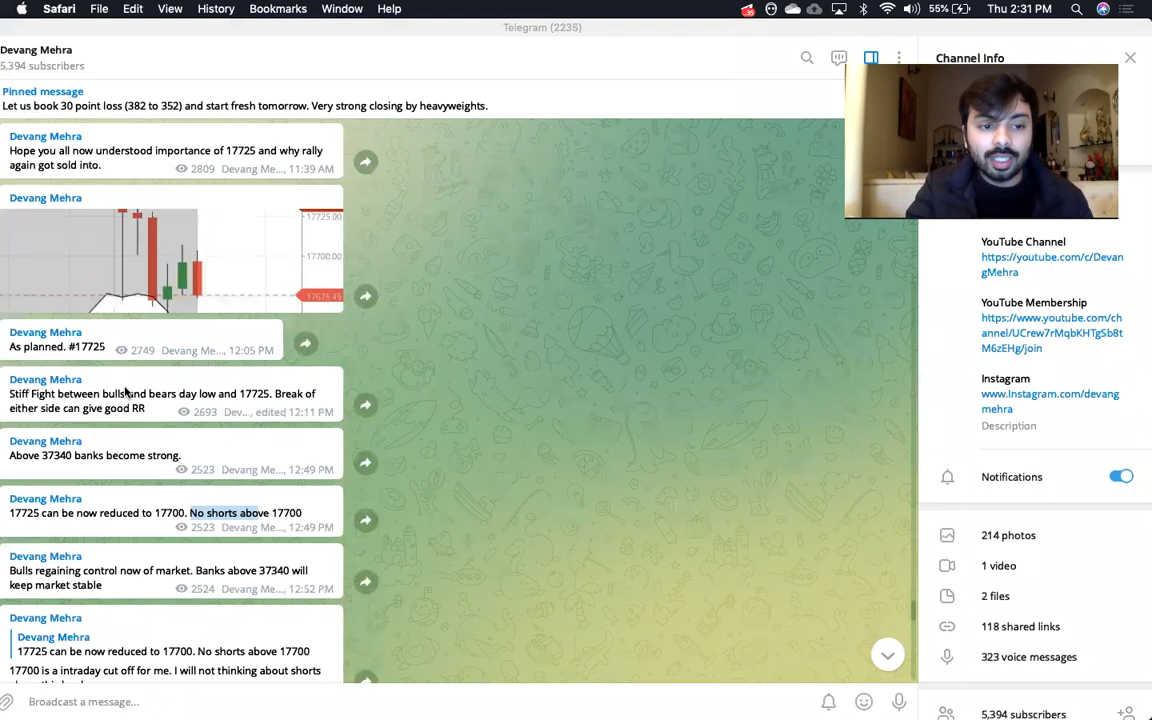 Safari File Edit View History Bookmarks Window Help
35 55% Thu 2:31 PM
Telegram (2235)
Devang Mehra
5,394 subscribers
Channel Info
Pinned message
Let us book 30 point loss (382 to 352) and start fresh tomorrow. Very strong closing by heavyweights.
Devang Mehra
Hope you all now understood importance of 17725 and why rally
again got sold into.
2809 Devang Me..., 11:39 AM
Devang Mehra
17725.00
17700.00
17675.45
Devang Mehra
As planned. #17725
2749 Devang Me..., 12:05 PM
Devang Mehra
Stiff Fight between bulls and bears day low and 17725. Break of
either side can give good RR
2693 Dev..., edited 12:11 PM
Devang Mehra
Above 37340 banks become strong.
2523 Devang Me..., 12:49 PM
Devang Mehra
17725 can be now reduced to 17700. No shorts above 17700
2523 Devang Me..., 12:49 PM
Devang Mehra
Bulls regaining control now of market. Banks above 37340 will
keep market stable
2524 Devang Me..., 12:52 PM
Devang Mehra
Devang Mehra
17725 can be now reduced to 17700. No shorts above 17700
17700 is a intraday cut off for me. I will not thinking about shorts
Broadcast a message...
YouTube Channel
https://youtube.com/c/Devan
gMehra
YouTube Membership
https://www.youtube.com/ch
annel/UCrew7rMqbKHTgSb8t
M6zEHg/join
Instagram
www.Instagram.com/devang
mehra
Description
Notifications
214 photos
1 video
2 files
118 shared links
323 voice messages
5,394 subscribers